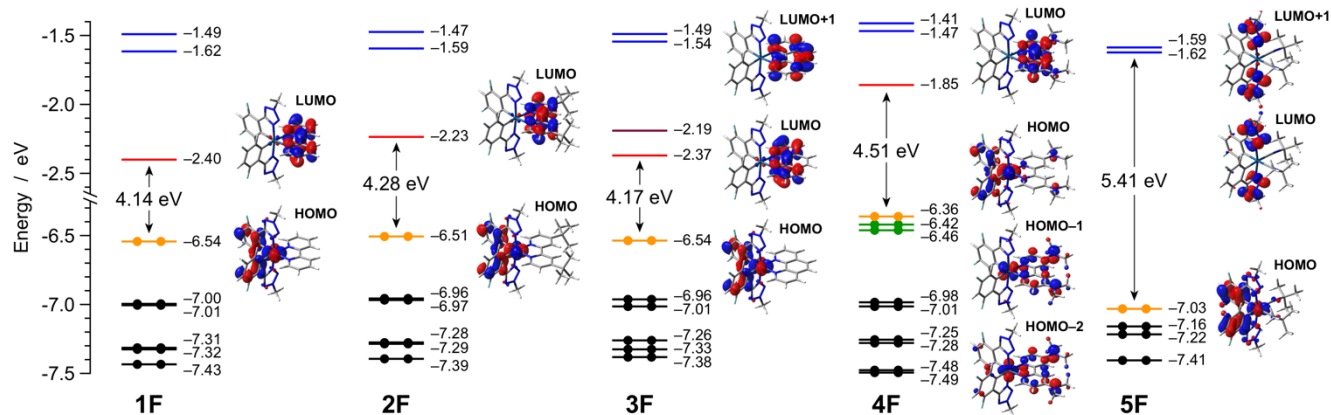 Energy / eV
-1.5
-2.0
-2.5
-6.5
-7.0
-7.5
−1.49
−1.62
LUMO
−2.40
4.14 eV
HOMO
−6.54
−7.00
−7.01
−7.31
−7.32
−7.43
1F
−1.47
−1.59
LUMO
−2.23
4.28 eV
HOMO
−6.51
−6.96
−6.97
−7.28
−7.29
−7.39
2F
−1.49
−1.54
LUMO+1
−2.19
LUMO
−2.37
4.17 eV
HOMO
−6.54
−6.96
−7.01
−7.26
−7.33
−7.38
3F
−1.41
−1.47
LUMO
−1.85
4.51 eV
HOMO
−6.36
−6.42
−6.46
HOMO−1
−6.98
−7.01
−7.25
−7.28
HOMO−2
−7.48
−7.49
4F
LUMO+1
−1.59
−1.62
LUMO
5.41 eV
HOMO
−7.03
−7.16
−7.22
−7.41
5F